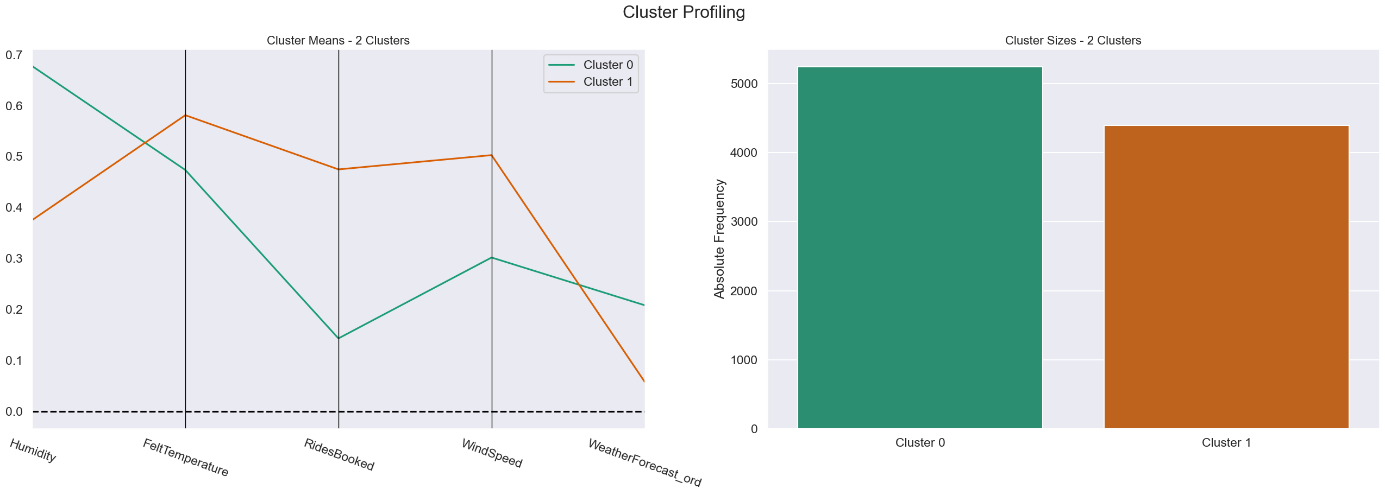 Cluster Profiling
Cluster Means - 2 Clusters
0.7
0.6
0.5
0.4
0.3
0.2
0.1
0.0
Cluster 0
Cluster 1
Humidity
FeltTemperature
RidesBooked
WindSpeed
WeatherForecast_ord
Cluster Sizes - 2 Clusters
Absolute Frequency
5000
4000
3000
2000
1000
0
Cluster 0
Cluster 1